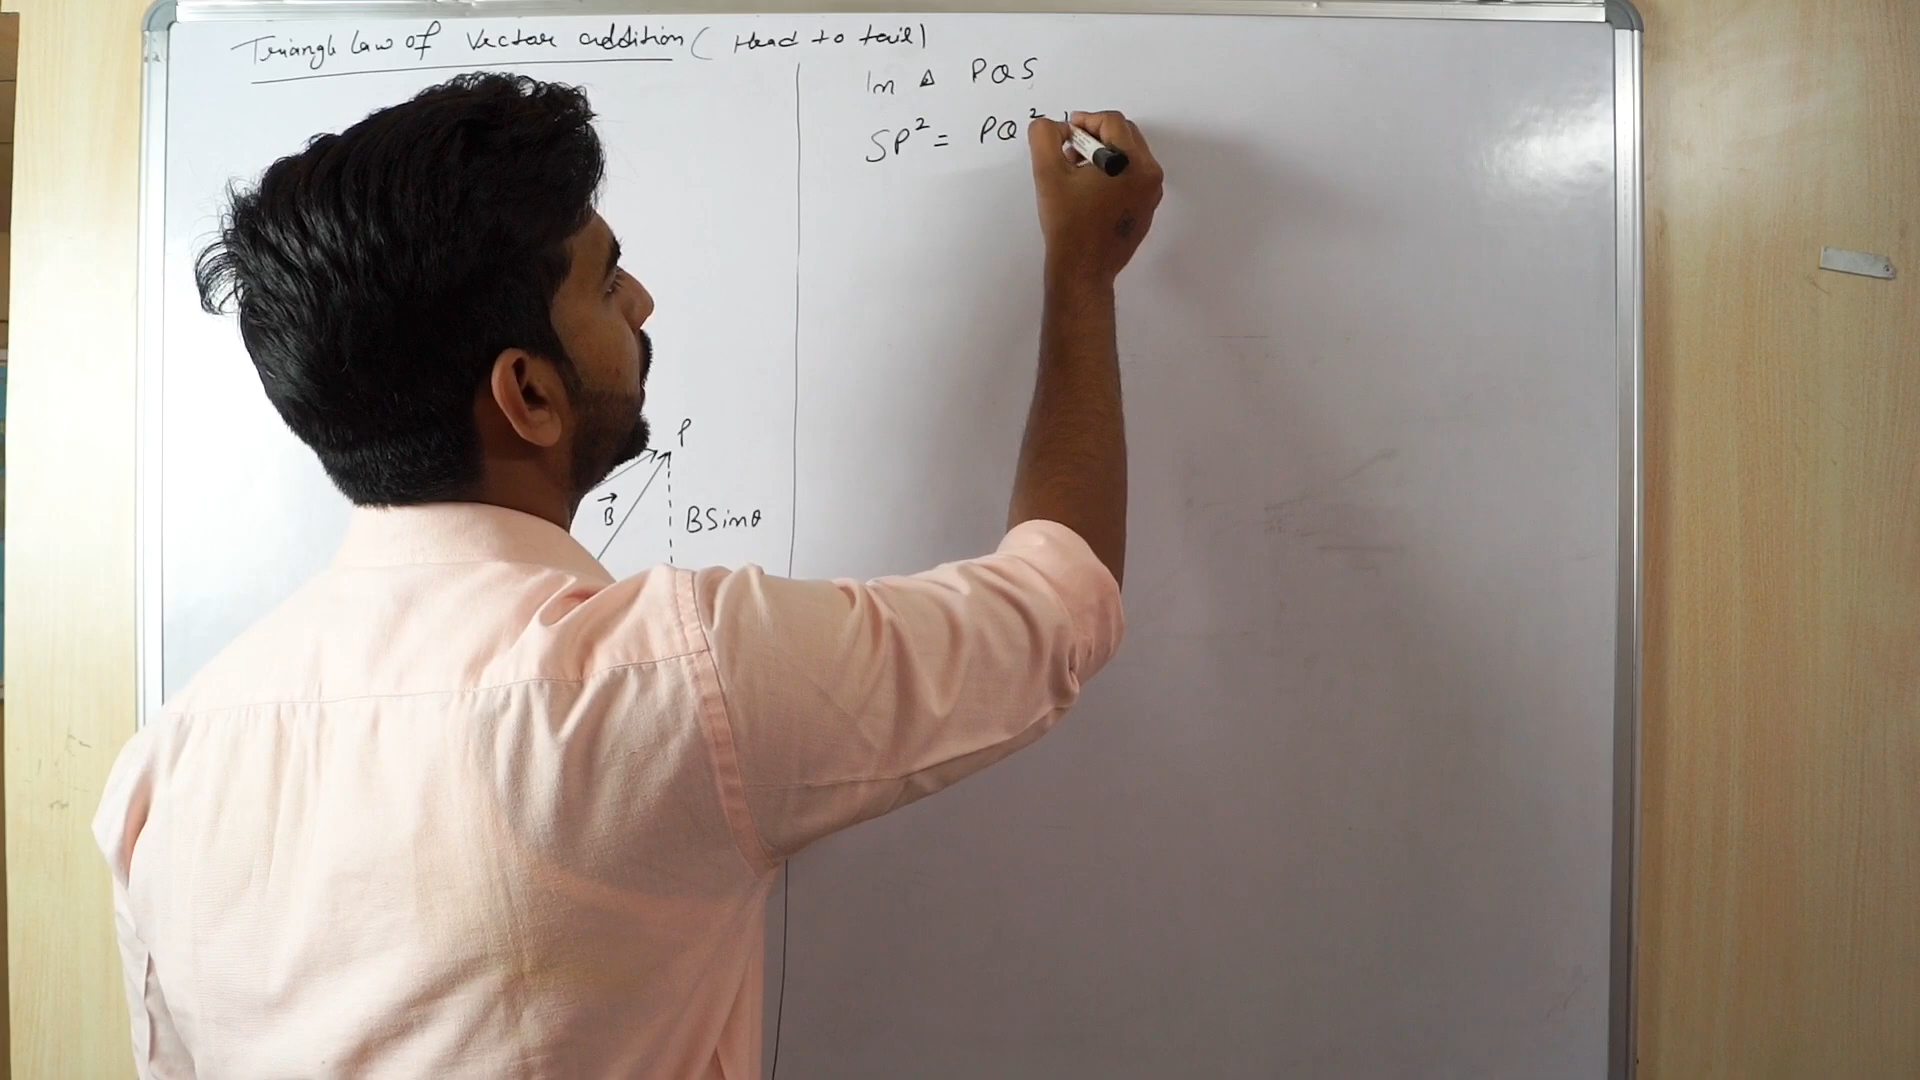 Triangle law of Vector addition ( Head to tail)
In Δ PQS
SP² = PQ²
P
B⃗
BSinθ